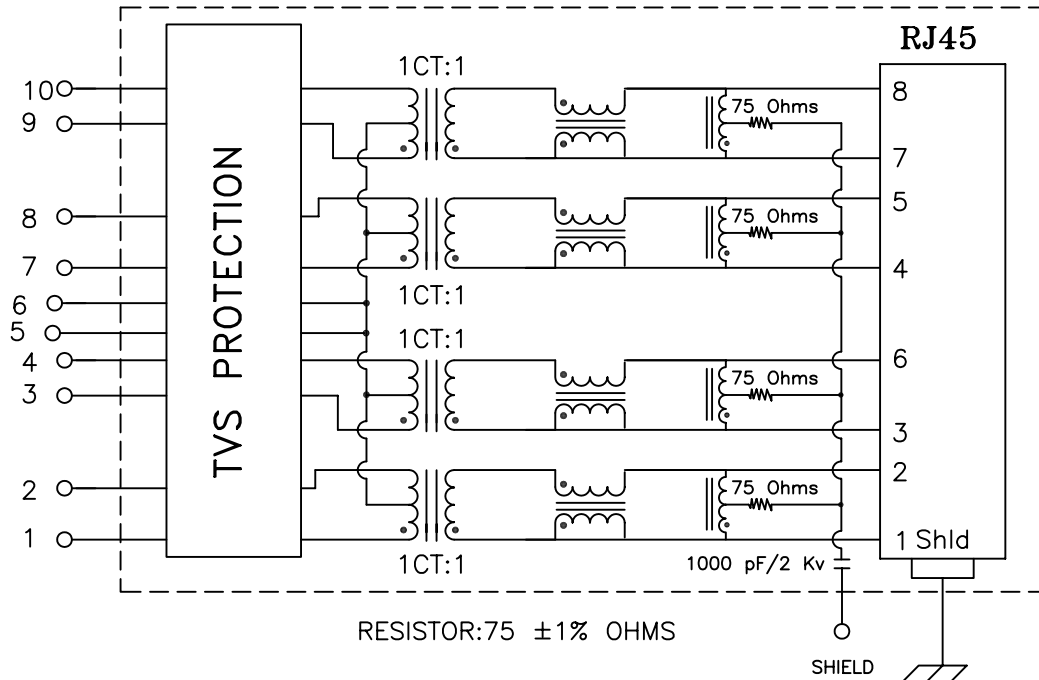 RJ45
1CT:1
10
8
75 Ohms
9
7
TVS PROTECTION
5
8
75 Ohms
7
4
1CT:1
6
5
1CT:1
4
6
3
75 Ohms
3
2
2
75 Ohms
1
1 Shld
1CT:1
1000 pF/2 Kv
RESISTOR:75 ±1% OHMS
SHIELD